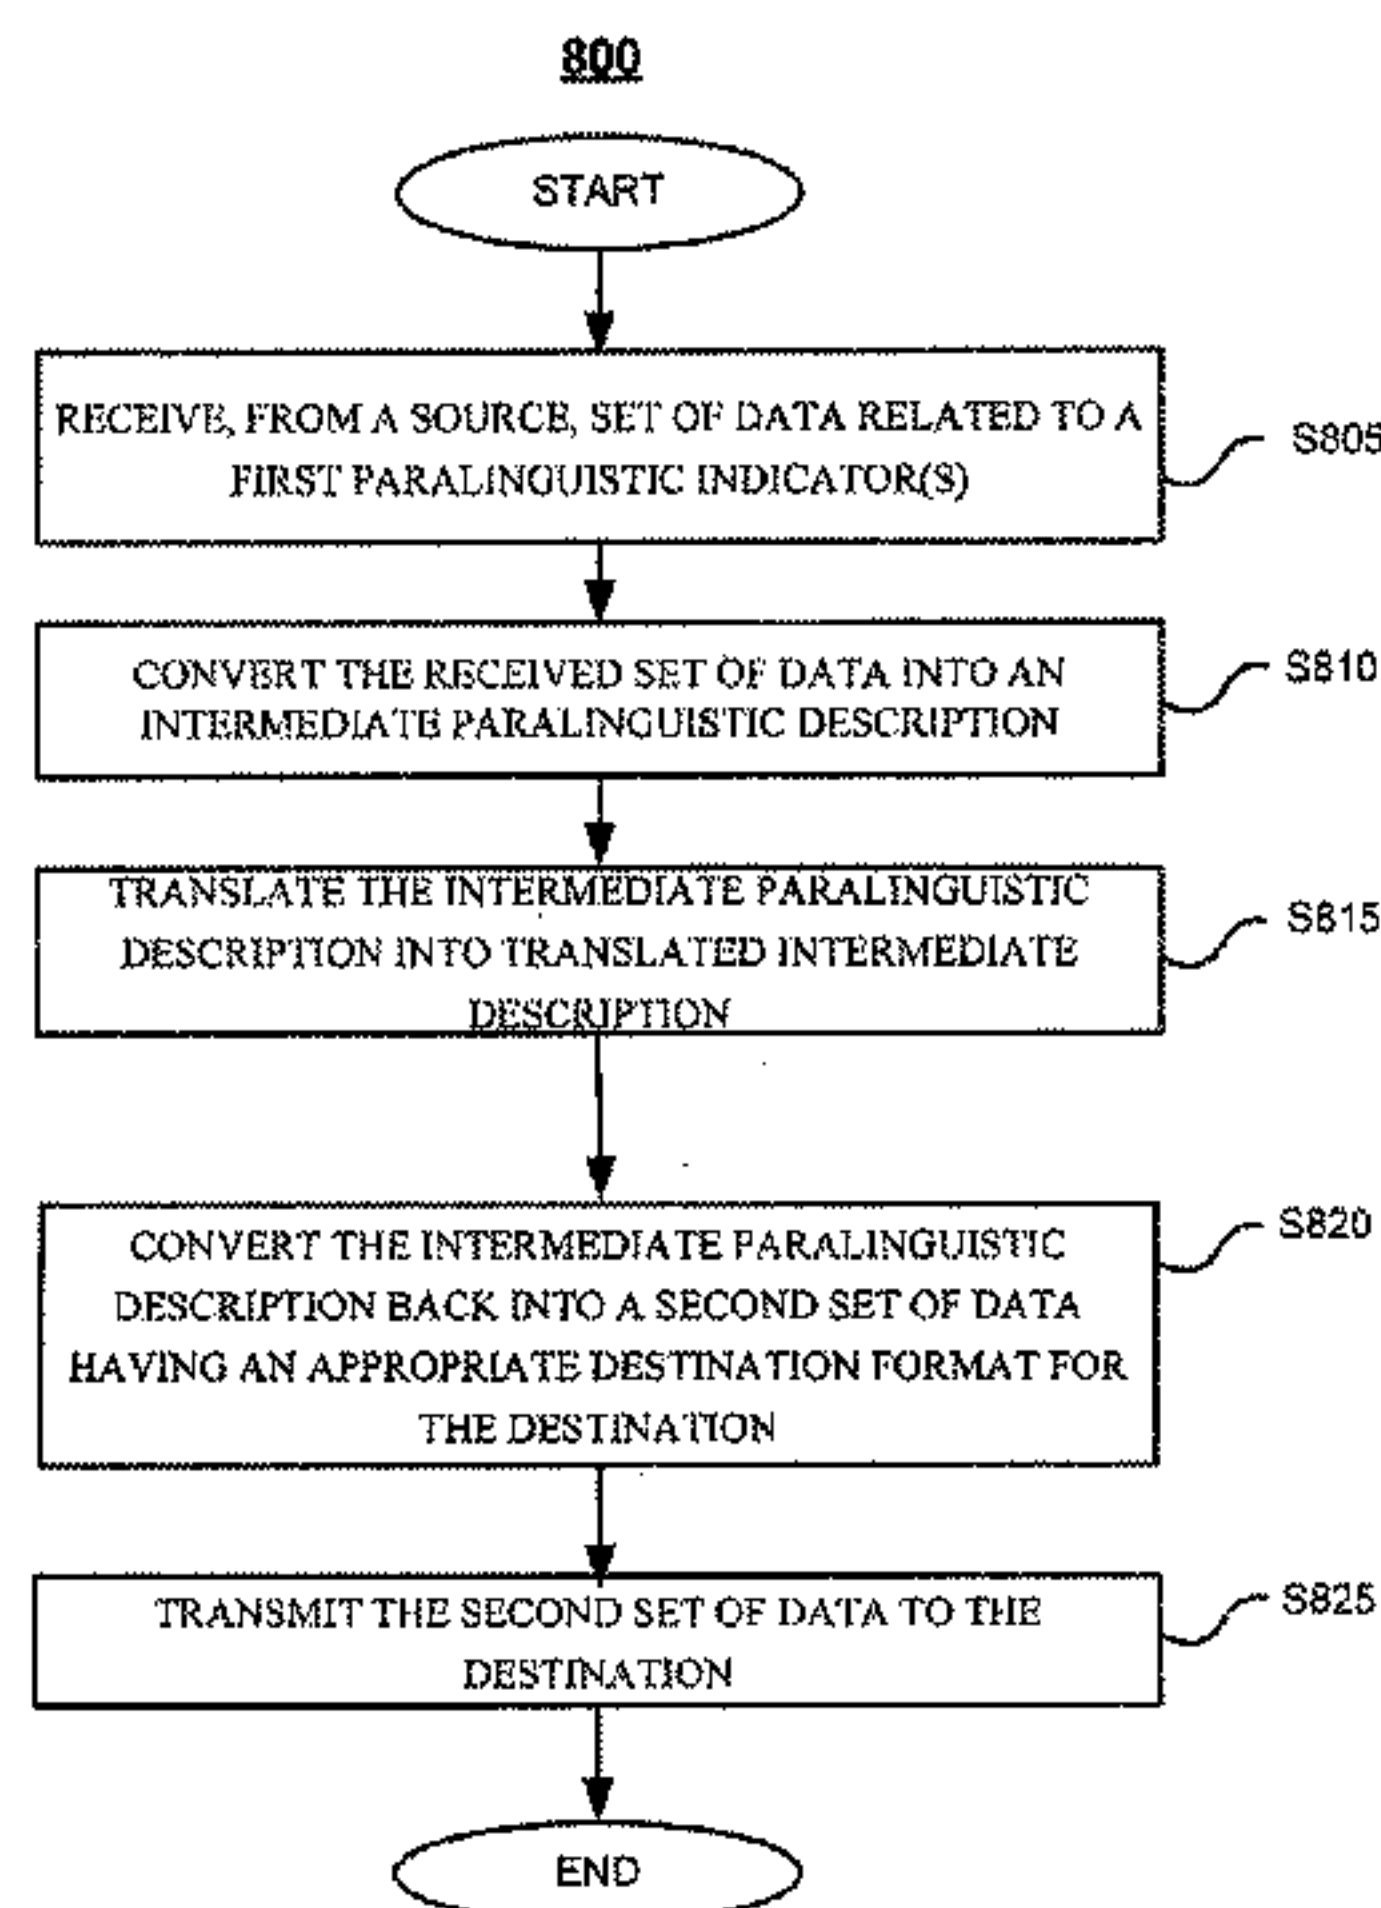 800
START
RECEIVE, FROM A SOURCE, SET OF DATA RELATED TO A
FIRST PARALINGUISTIC INDICATOR(S)
S805
CONVERT THE RECEIVED SET OF DATA INTO AN
INTERMEDIATE PARALINGUISTIC DESCRIPTION
S810
TRANSLATE THE INTERMEDIATE PARALINGUISTIC
DESCRIPTION INTO TRANSLATED INTERMEDIATE
DESCRIPTION
S815
CONVERT THE INTERMEDIATE PARALINGUISTIC
DESCRIPTION BACK INTO A SECOND SET OF DATA
HAVING AN APPROPRIATE DESTINATION FORMAT FOR
THE DESTINATION
S820
TRANSMIT THE SECOND SET OF DATA TO THE
DESTINATION
S825
END